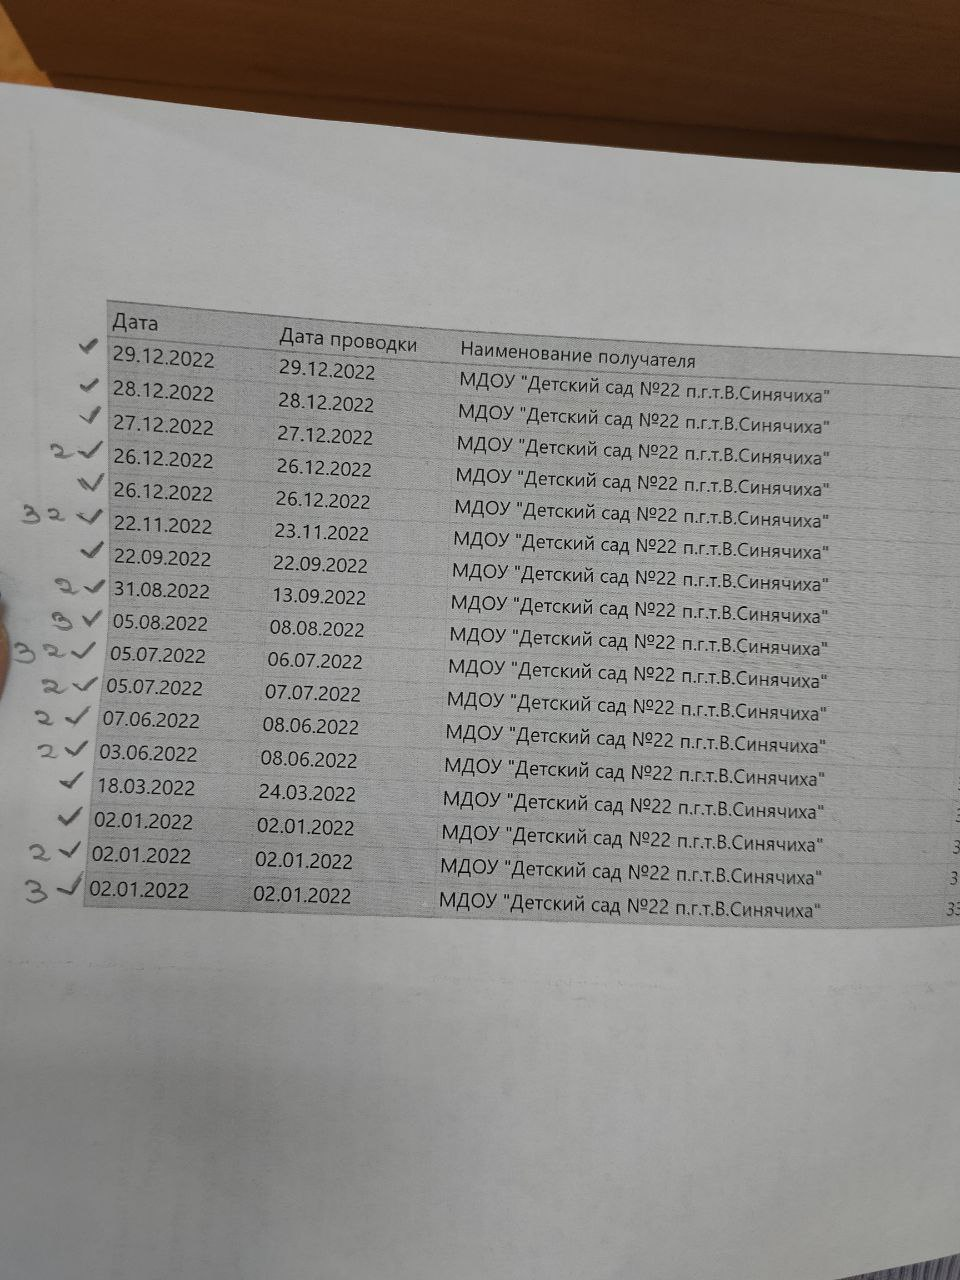 Дата Дата проводки Наименование получателя
✓ 29.12.2022 29.12.2022 МДОУ "Детский сад №22 п.г.т.В.Синячиха"
✓ 28.12.2022 28.12.2022 МДОУ "Детский сад №22 п.г.т.В.Синячиха"
✓ 27.12.2022 27.12.2022 МДОУ "Детский сад №22 п.г.т.В.Синячиха"
2 ✓ 26.12.2022 26.12.2022 МДОУ "Детский сад №22 п.г.т.В.Синячиха"
✓ 26.12.2022 26.12.2022 МДОУ "Детский сад №22 п.г.т.В.Синячиха"
3 2 ✓ 22.11.2022 23.11.2022 МДОУ "Детский сад №22 п.г.т.В.Синячиха"
✓ 22.09.2022 22.09.2022 МДОУ "Детский сад №22 п.г.т.В.Синячиха"
2 ✓ 31.08.2022 13.09.2022 МДОУ "Детский сад №22 п.г.т.В.Синячиха"
3 ✓ 05.08.2022 08.08.2022 МДОУ "Детский сад №22 п.г.т.В.Синячиха"
3 2 ✓ 05.07.2022 06.07.2022 МДОУ "Детский сад №22 п.г.т.В.Синячиха"
2 ✓ 05.07.2022 07.07.2022 МДОУ "Детский сад №22 п.г.т.В.Синячиха"
2 ✓ 07.06.2022 08.06.2022 МДОУ "Детский сад №22 п.г.т.В.Синячиха"
2 ✓ 03.06.2022 08.06.2022 МДОУ "Детский сад №22 п.г.т.В.Синячиха"
✓ 18.03.2022 24.03.2022 МДОУ "Детский сад №22 п.г.т.В.Синячиха"
✓ 02.01.2022 02.01.2022 МДОУ "Детский сад №22 п.г.т.В.Синячиха"
2 ✓ 02.01.2022 02.01.2022 МДОУ "Детский сад №22 п.г.т.В.Синячиха"
3 ✓ 02.01.2022 02.01.2022 МДОУ "Детский сад №22 п.г.т.В.Синячиха"